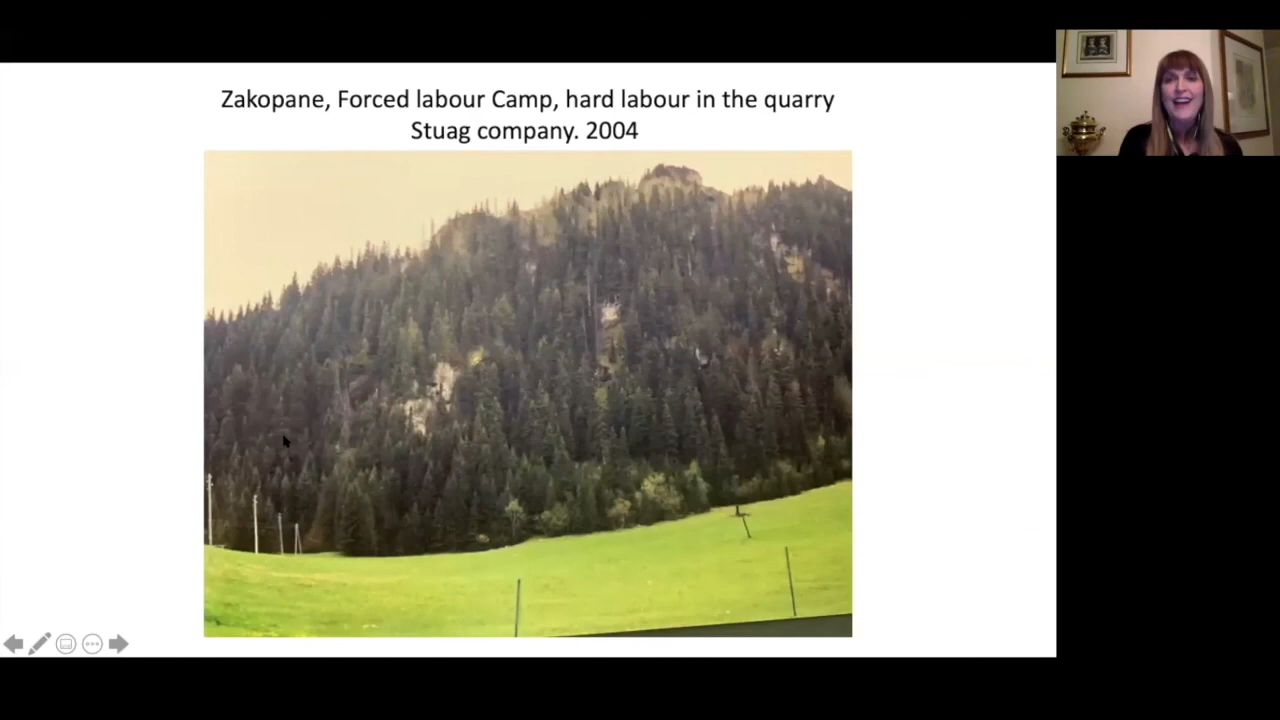 Zakopane, Forced labour Camp, hard labour in the quarry
Stuag company. 2004